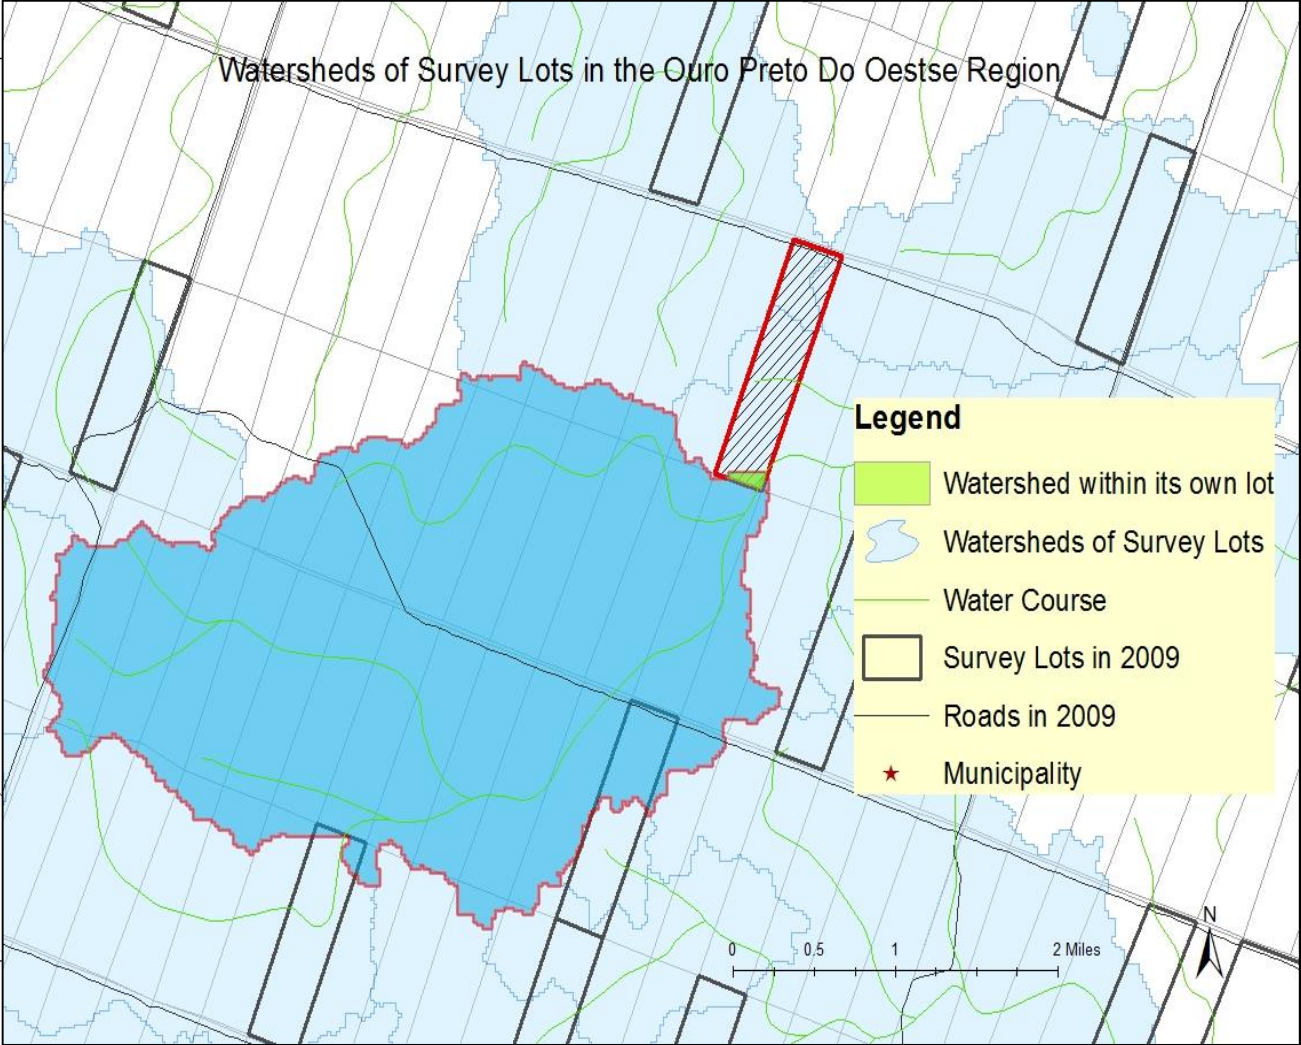 Watersheds of Survey Lots in the Ouro Preto Do Oestse Region
Legend
Watershed within its own lot
Watersheds of Survey Lots
Water Course
Survey Lots in 2009
Roads in 2009
Municipality
N
0 0.5 1 2 Miles